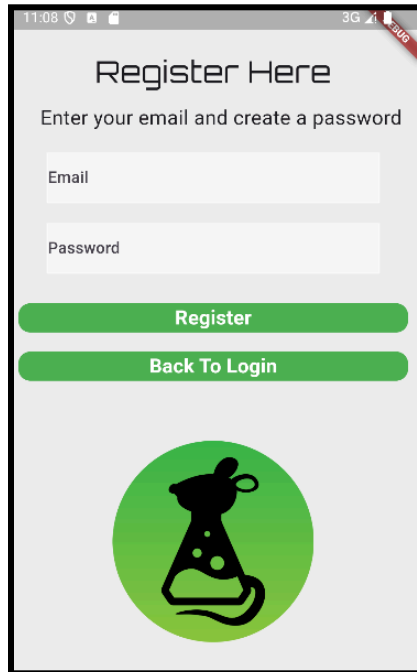 11:08
3G
DEBUG
Register Here
Enter your email and create a password
Email
Password
Register
Back To Login